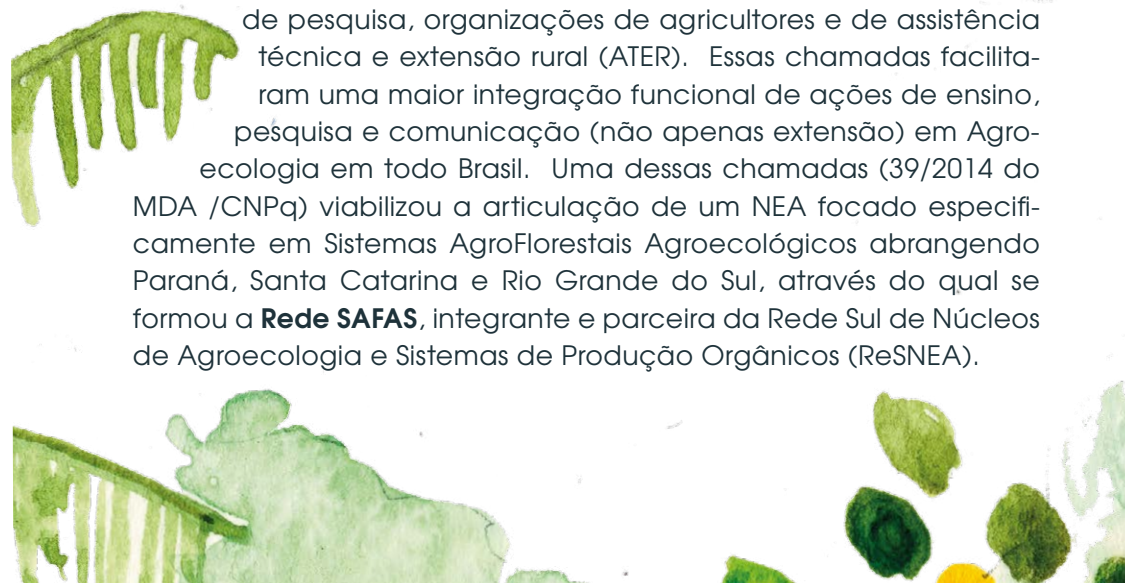 de pesquisa, organizações de agricultores e de assistência
técnica e extensão rural (ATER).  Essas chamadas facilita-
ram uma maior integração funcional de ações de ensino,
pesquisa e comunicação (não apenas extensão) em Agro-
ecologia em todo Brasil.  Uma dessas chamadas (39/2014 do
MDA /CNPq) viabilizou a articulação de um NEA focado especifi-
camente em Sistemas AgroFlorestais Agroecológicos abrangendo
Paraná, Santa Catarina e Rio Grande do Sul, através do qual se
formou a Rede SAFAS, integrante e parceira da Rede Sul de Núcleos
de Agroecologia e Sistemas de Produção Orgânicos (ReSNEA).